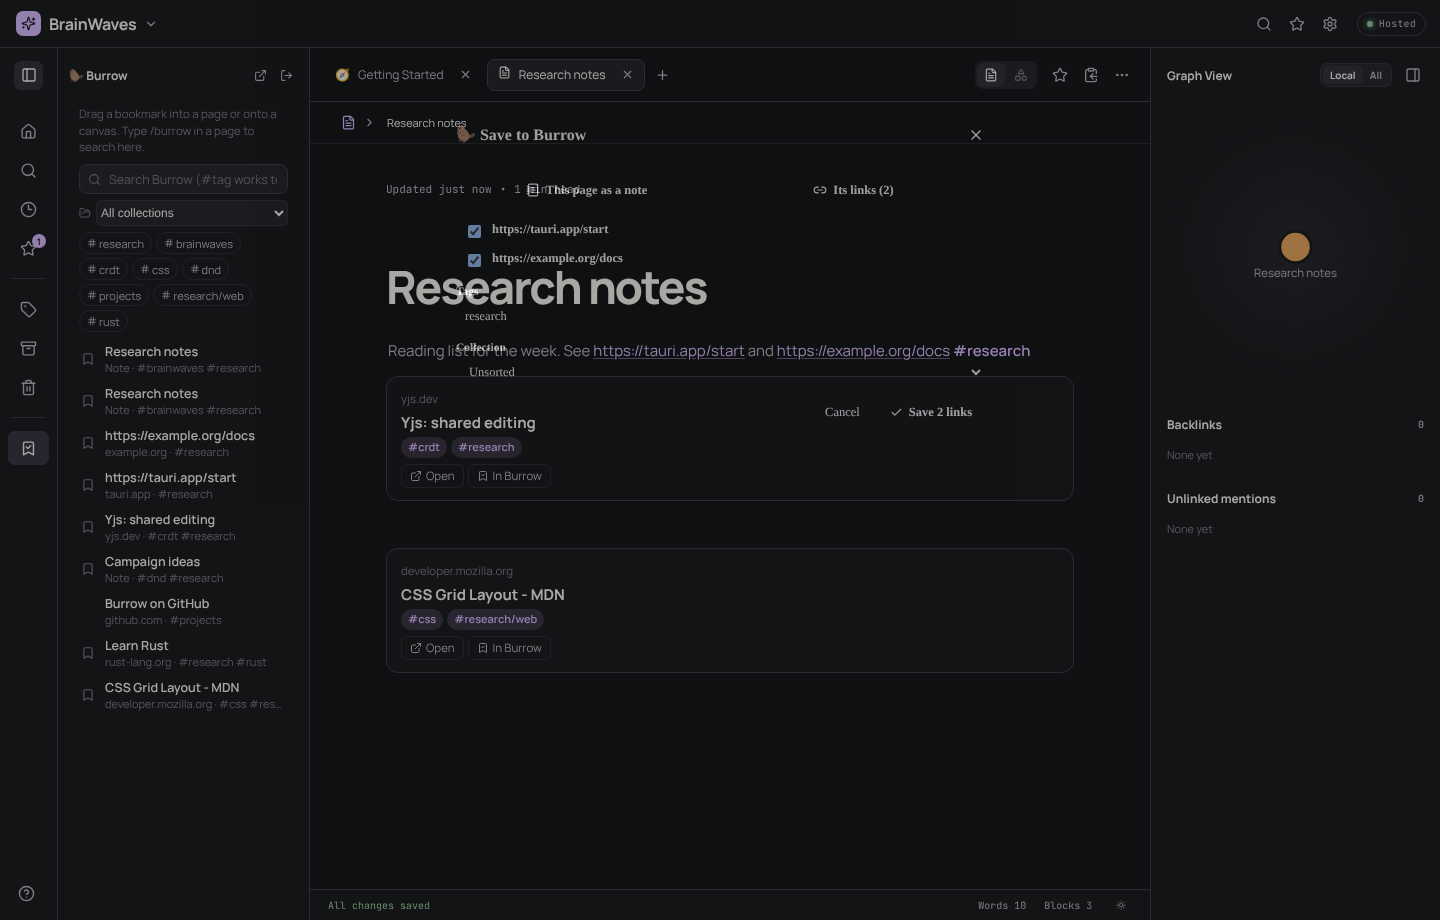 BrainWaves
Hosted
Burrow
Drag a bookmark into a page or onto a
canvas. Type /burrow in a page to
search here.
Search Burrow (#tag works t
All collections
# research
# brainwaves
# crdt
# css
# dnd
# projects
# research/web
# rust
1
Research notes
Note · #brainwaves #research
Research notes
Note · #brainwaves #research
https://example.org/docs
example.org · #research
https://tauri.app/start
tauri.app · #research
Yjs: shared editing
yjs.dev · #crdt #research
Campaign ideas
Note · #dnd #research
Burrow on GitHub
github.com · #projects
Learn Rust
rust-lang.org · #research #rust
CSS Grid Layout - MDN
developer.mozilla.org · #css #res…
Getting Started
Research notes
Research notes
Save to Burrow
Updated just now • 1
This page as a note
Its links (2)
https://tauri.app/start
https://example.org/docs
Research notes
Tags
research
Collection
Reading list for the week. See https://tauri.app/start and https://example.org/docs #research
Unsorted
yjs.dev
Yjs: shared editing
Cancel
Save 2 links
#crdt #research
Open
In Burrow
developer.mozilla.org
CSS Grid Layout - MDN
#css #research/web
Open
In Burrow
Graph View
Local
All
Research notes
Backlinks 0
None yet
Unlinked mentions 0
None yet
All changes saved
Words 10 Blocks 3